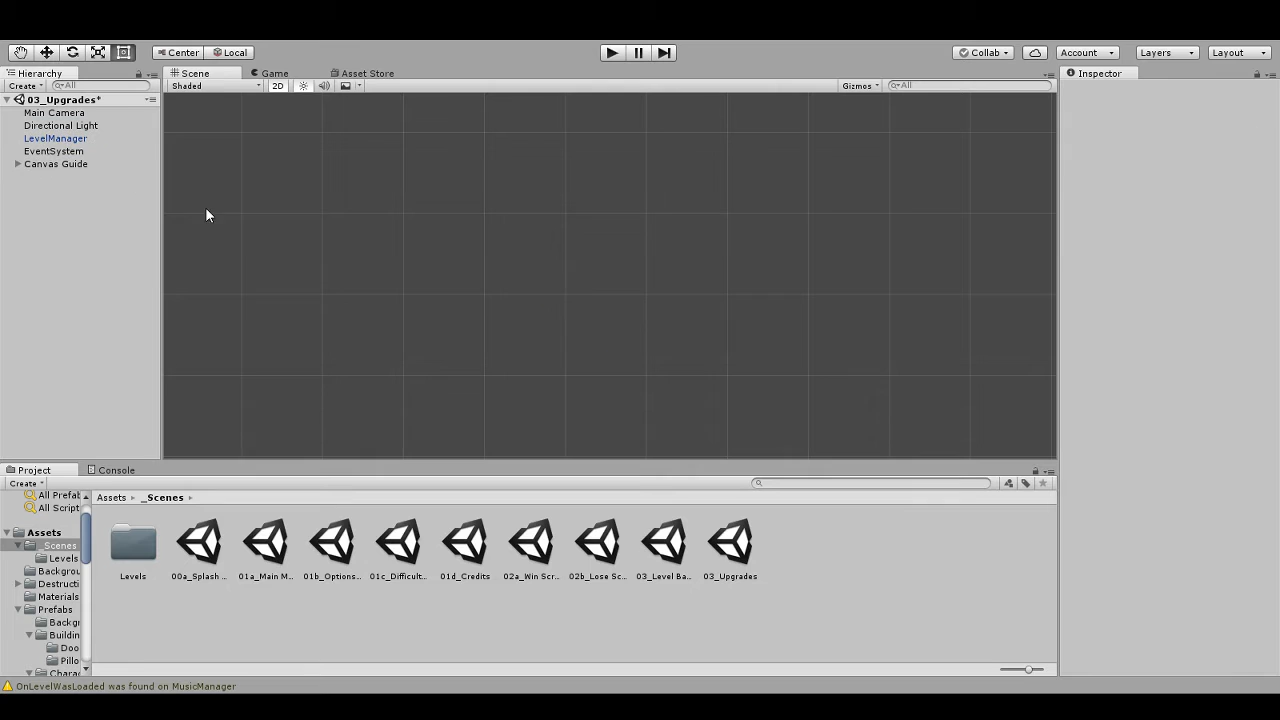 Center Local Collab Account Layers Layout
Hierarchy Scene Game Asset Store Inspector
Create All Shaded 2D Gizmos All
03_Upgrades*
Main Camera
Directional Light
LevelManager
EventSystem
Canvas Guide
Project Console
Create
All Prefab
All Script
Assets
_Scenes
Levels
Backgrou
Destructi
Materials
Prefabs
Backg
Buildin
Doo
Pillo
Charac
Assets _Scenes
Levels 00a_Splash ... 01a_Main M... 01b_Options... 01c_Difficult... 01d_Credits 02a_Win Scr... 02b_Lose Sc... 03_Level Ba... 03_Upgrades
OnLevelWasLoaded was found on MusicManager